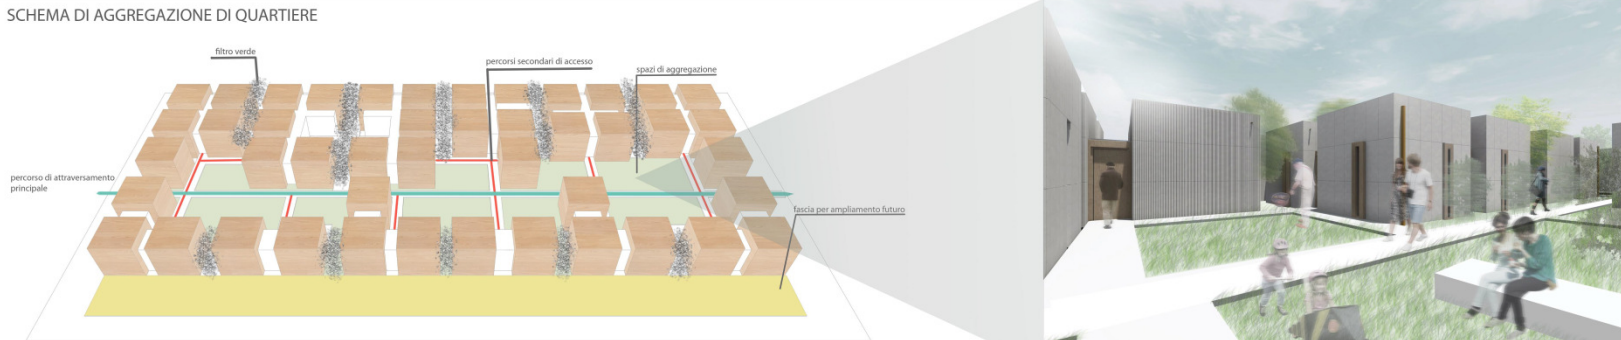 SCHEMA DI AGGREGAZIONE DI QUARTIERE
filtro verde
percorsi secondari di accesso
spazi di aggregazione
percorso di attraversamento
principale
fascia per ampliamento futuro